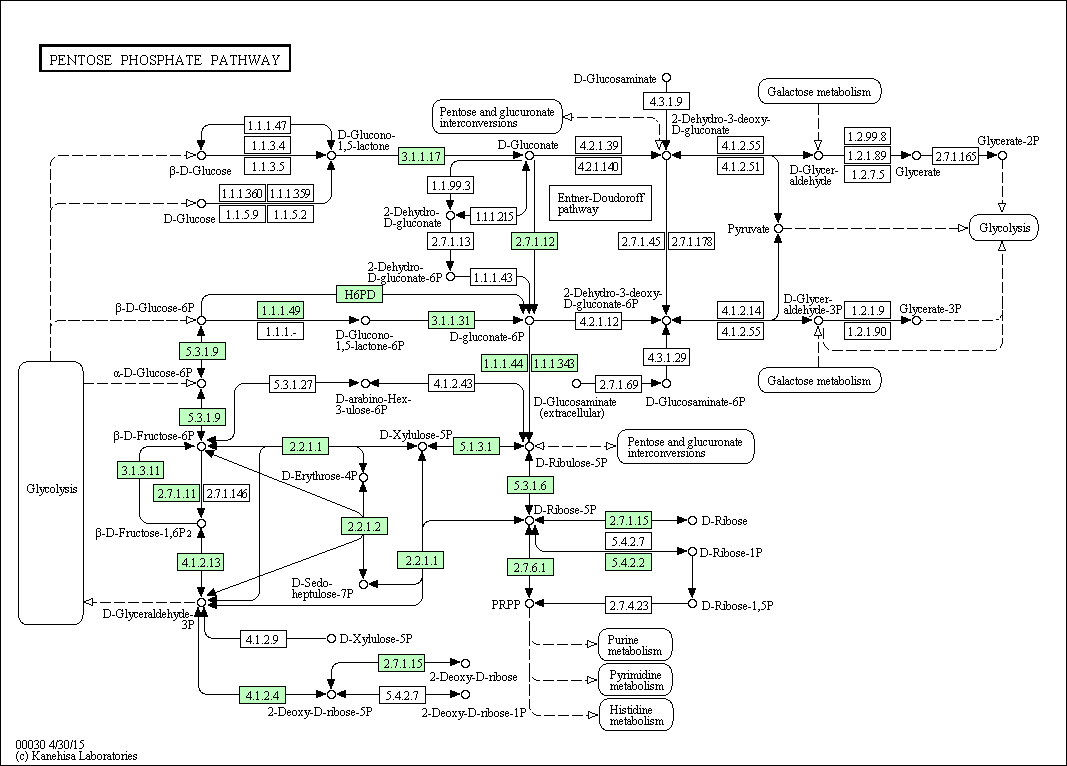 PENTOSE PHOSPHATE PATHWAY
D-Glucosaminate
4.3.1.9
Galactose metabolism
Pentose and glucuronate
interconversions
2-Dehydro-3-deoxy-
D-gluconate
1.1.1.47
1.1.3.4
1.1.3.5
D-Glucono-
1,5-lactone
3.1.1.17
D-Gluconate
4.2.1.39
4.2.1.140
4.1.2.55
4.1.2.51
1.2.99.8
1.2.1.89
1.2.7.5
Glycerate-2P
2.7.1.165
β-D-Glucose
D-Glycer-
aldehyde
Glycerate
1.1.1.360
1.1.1.359
1.1.5.9
1.1.5.2
D-Glucose
1.1.99.3
2-Dehydro-
D-gluconate
1.1.1.215
Entner-Doudoroff
pathway
Pyruvate
Glycolysis
2.7.1.13
2.7.1.12
2.7.1.45
2.7.1.178
2-Dehydro-
D-gluconate-6P
1.1.1.43
H6PD
β-D-Glucose-6P
1.1.1.49
1.1.1.-
D-Glucono-
1,5-lactone-6P
3.1.1.31
D-gluconate-6P
2-Dehydro-3-deoxy-
D-gluconate-6P
4.2.1.12
4.1.2.14
4.1.2.55
D-Glycer-
aldehyde-3P
1.2.1.9
1.2.1.90
Glycerate-3P
5.3.1.9
1.1.1.44
1.1.1.343
4.3.1.29
α-D-Glucose-6P
5.3.1.27
D-arabino-Hex-
3-ulose-6P
4.1.2.43
2.7.1.69
D-Glucosaminate
(extracellular)
D-Glucosaminate-6P
Galactose metabolism
5.3.1.9
β-D-Fructose-6P
2.2.1.1
D-Xylulose-5P
5.1.3.1
D-Ribulose-5P
Pentose and glucuronate
interconversions
3.1.3.11
D-Erythrose-4P
5.3.1.6
Glycolysis
2.7.1.11
2.7.1.146
β-D-Fructose-1,6P2
2.2.1.2
D-Ribose-5P
2.7.1.15
D-Ribose
5.4.2.7
5.4.2.2
D-Ribose-1P
4.1.2.13
2.2.1.1
2.7.6.1
D-Sedo-
heptulose-7P
D-Glyceraldehyde-
3P
PRPP
2.7.4.23
D-Ribose-1,5P
4.1.2.9
D-Xylulose-5P
Purine
metabolism
2.7.1.15
2-Deoxy-D-ribose
Pyrimidine
metabolism
4.1.2.4
2-Deoxy-D-ribose-5P
5.4.2.7
2-Deoxy-D-ribose-1P
Histidine
metabolism
00030 4/30/15
(c) Kanehisa Laboratories